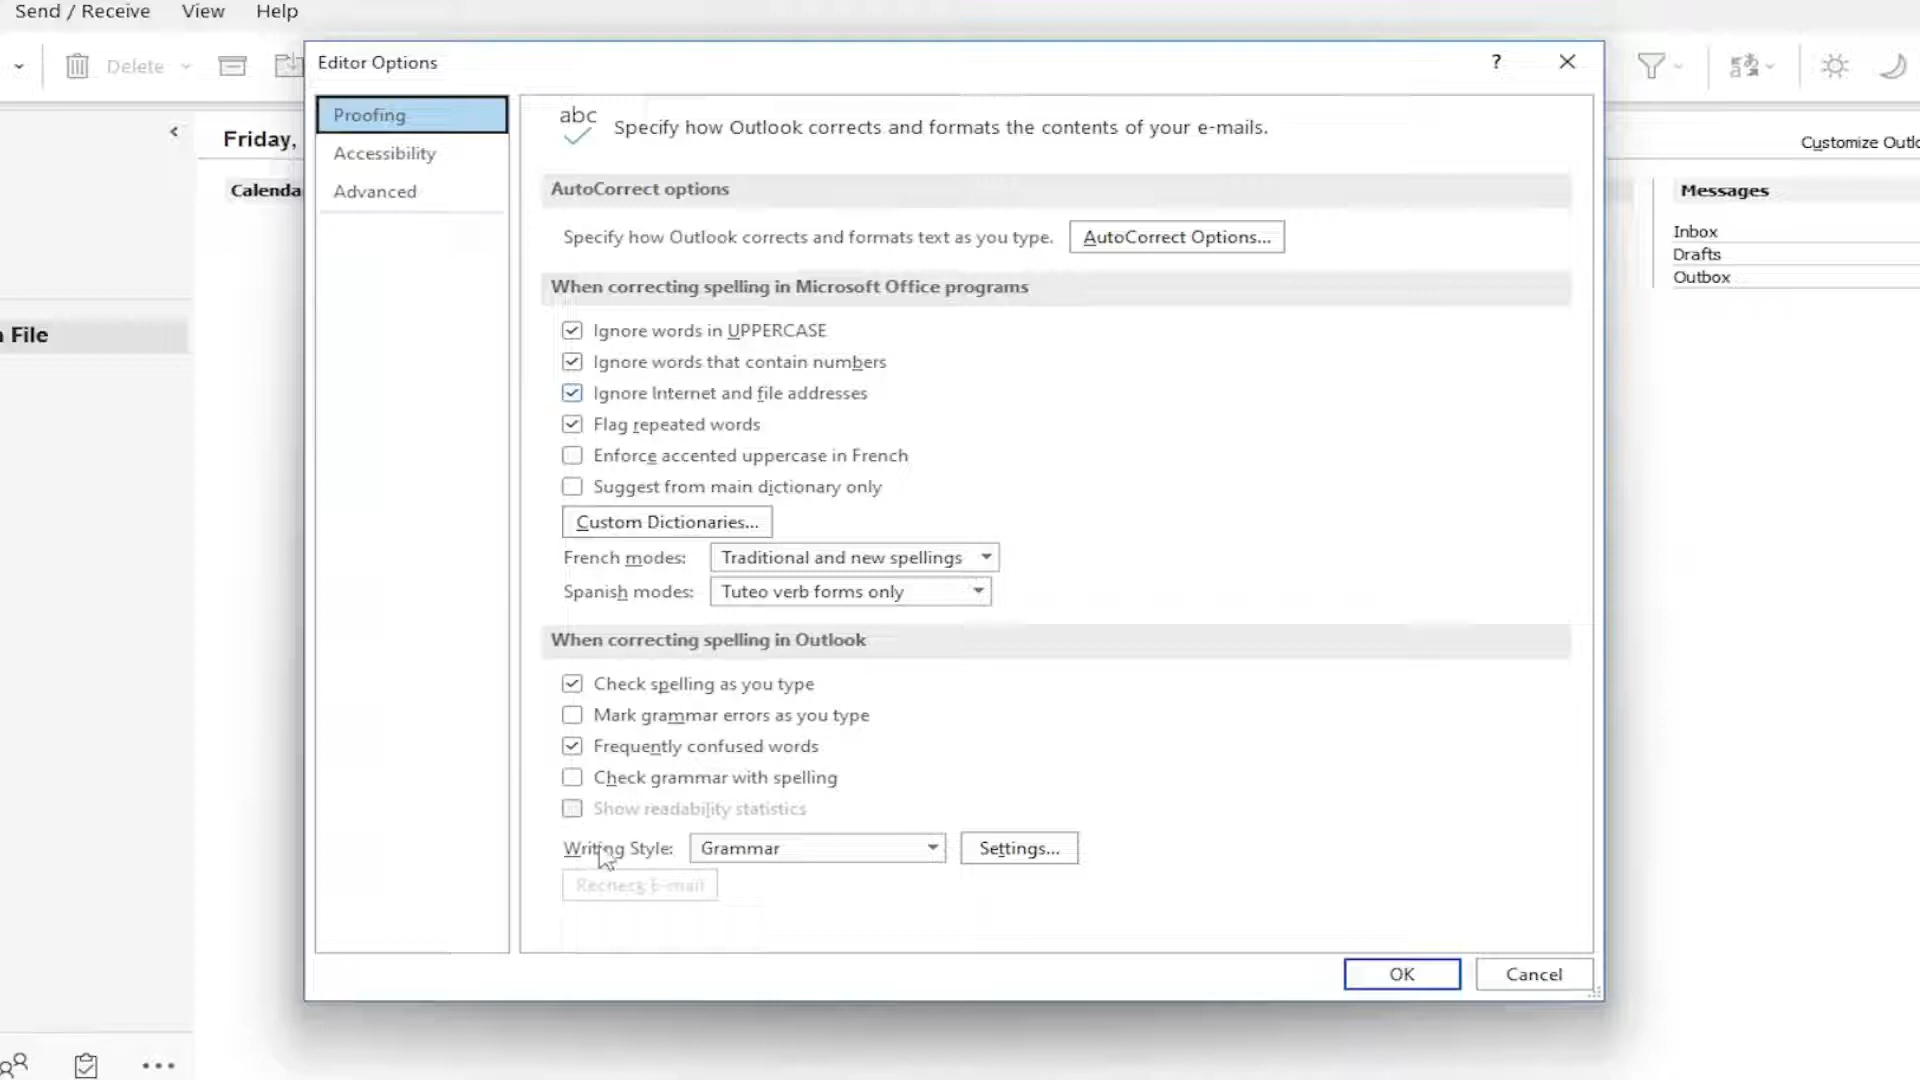 Send / Receive View Help
Delete
Editor Options ?
Proofing
Accessibility
Advanced
abc
Specify how Outlook corrects and formats the contents of your e-mails.
AutoCorrect options
Specify how Outlook corrects and formats text as you type. AutoCorrect Options...
When correcting spelling in Microsoft Office programs
Ignore words in UPPERCASE
Ignore words that contain numbers
Ignore Internet and file addresses
Flag repeated words
Enforce accented uppercase in French
Suggest from main dictionary only
Custom Dictionaries...
French modes: Traditional and new spellings
Spanish modes: Tuteo verb forms only
When correcting spelling in Outlook
Check spelling as you type
Mark grammar errors as you type
Frequently confused words
Check grammar with spelling
Show readability statistics
Writing Style: Grammar Settings...
Recheck E-mail
OK Cancel
Friday,
Calenda
File
Customize Outlo
Messages
Inbox
Drafts
Outbox